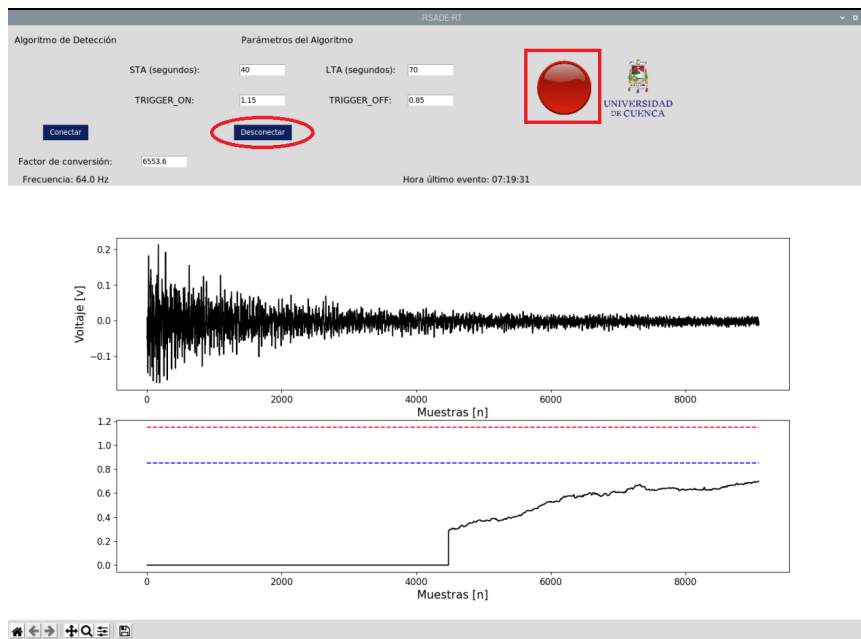 RSADE-RT
Algoritmo de Detección
Parámetros del Algoritmo
STA (segundos): 40 LTA (segundos): 70
TRIGGER_ON: 1.15 TRIGGER_OFF: 0.85
UNIVERSIDAD
DE CUENCA
Conectar Desconectar
Factor de conversión: 6553.6
Frecuencia: 64.0 Hz Hora último evento: 07:19:31
0.2
0.1
0.0
−0.1
Voltaje [v]
0 2000 4000 6000 8000
Muestras [n]
1.2
1.0
0.8
0.6
0.4
0.2
0.0
0 2000 4000 6000 8000
Muestras [n]